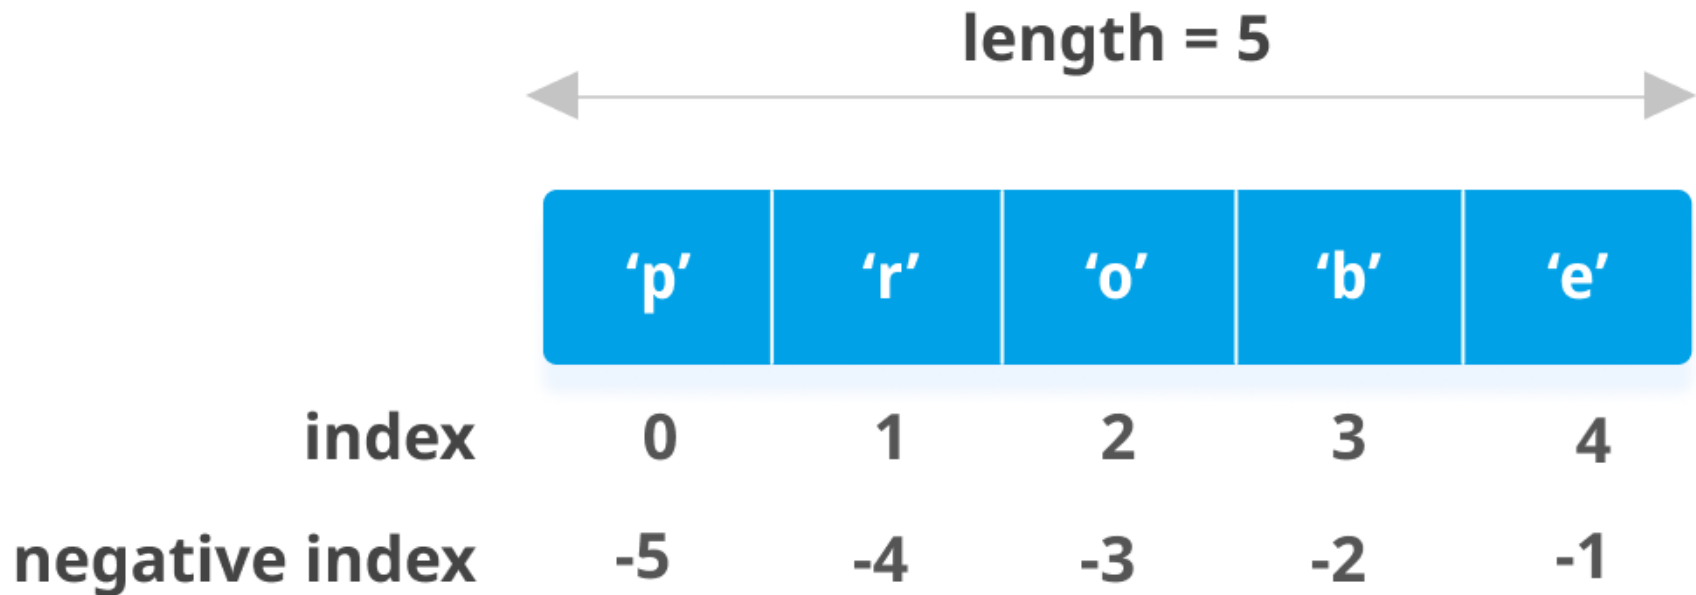 length = 5
‘p’ ‘r’ ‘o’ ‘b’ ‘e’
index 0 1 2 3 4
negative index -5 -4 -3 -2 -1